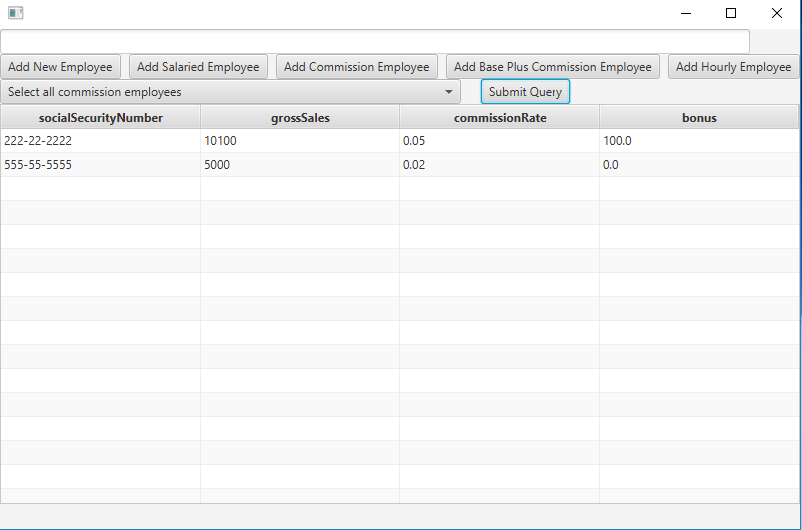 Add New Employee Add Salaried Employee Add Commission Employee Add Base Plus Commission Employee Add Hourly Employee
Select all commission employees Submit Query
socialSecurityNumber grossSales commissionRate bonus
222-22-2222 10100 0.05 100.0
555-55-5555 5000 0.02 0.0